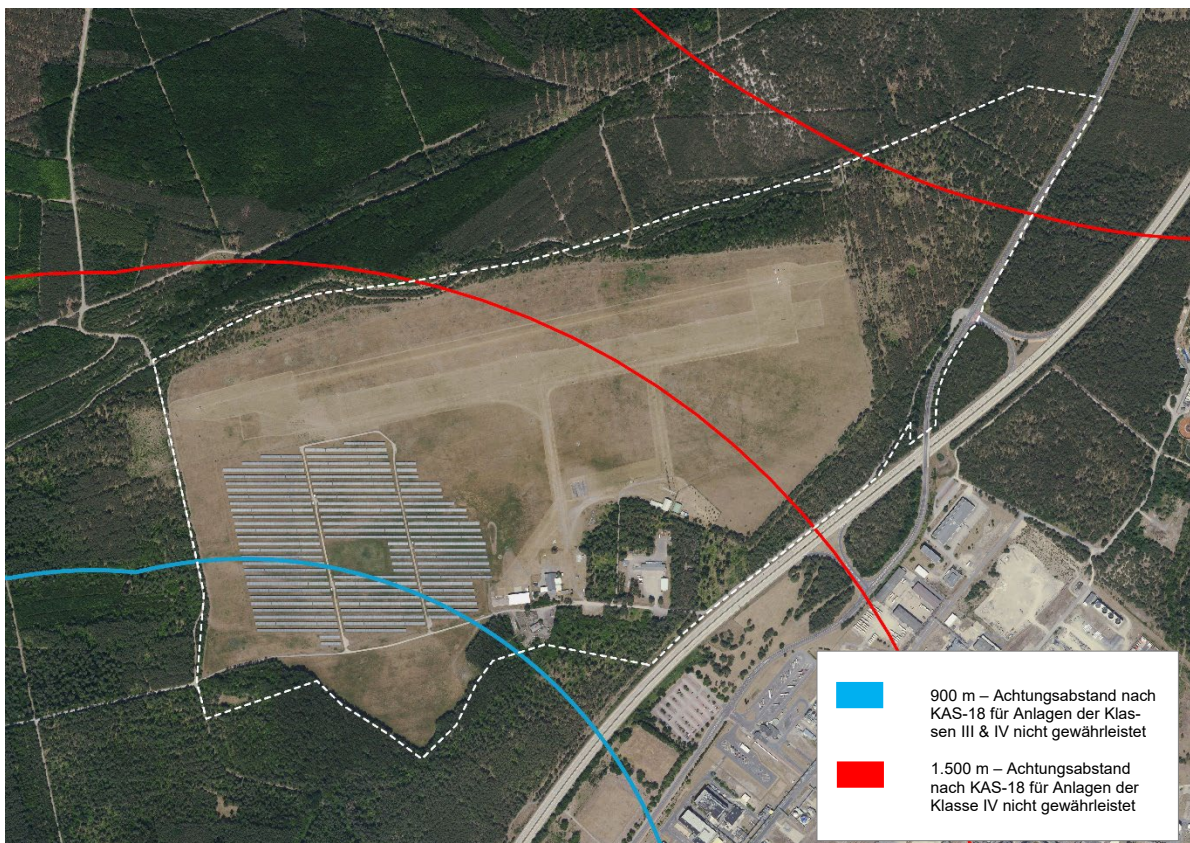 900 m – Achtungsabstand nach
KAS-18 für Anlagen der Klas-
sen III & IV nicht gewährleistet
1.500 m – Achtungsabstand
nach KAS-18 für Anlagen der
Klasse IV nicht gewährleistet